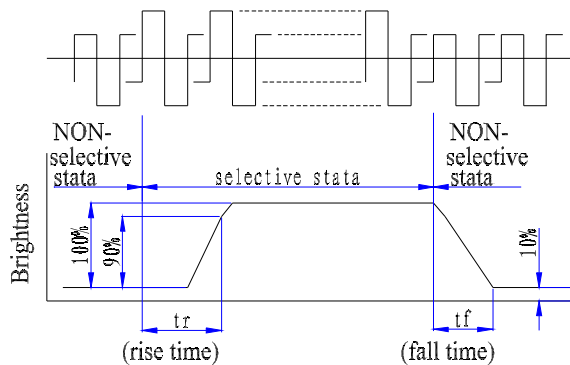 NON-
selective
stata
selective stata
NON-
selective
stata
Brightness
100%
90%
10%
tr
tf
(rise time)
(fall time)